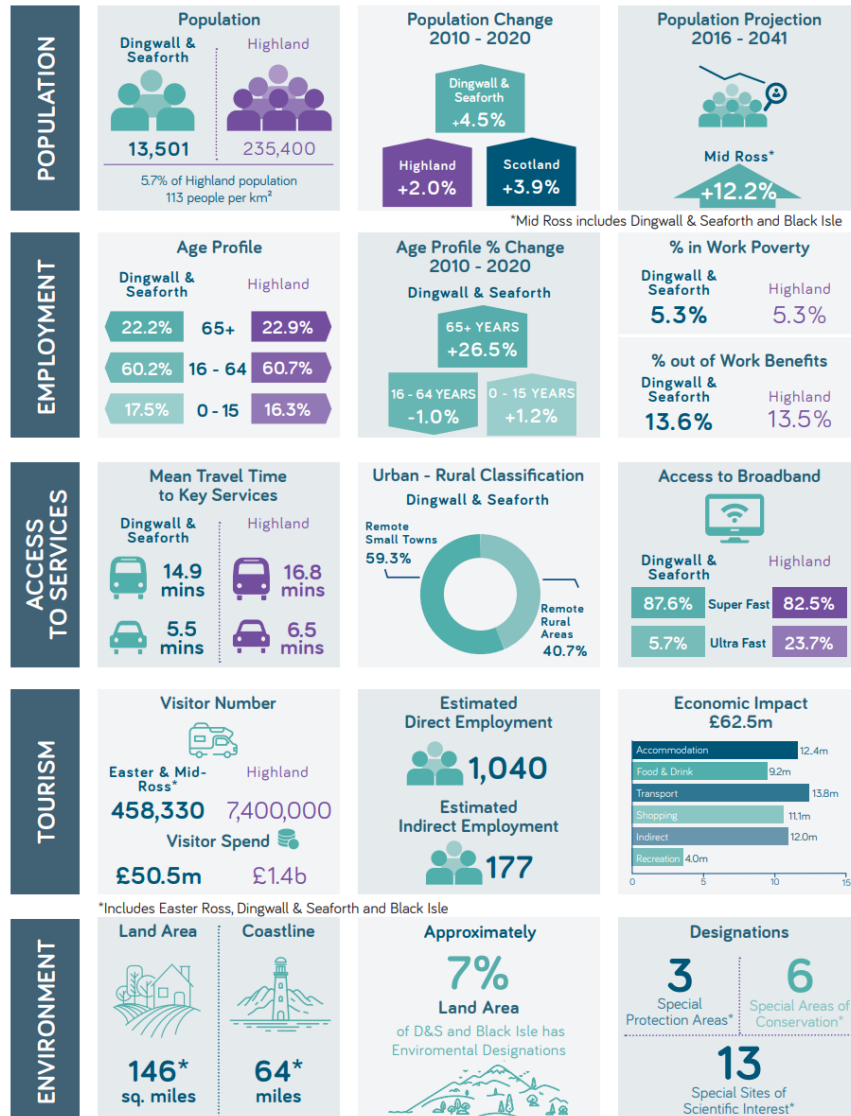 POPULATION
Population
Dingwall &
Seaforth
Highland
13,501
235,400
5.7% of Highland population
113 people per km²
Population Change
2010 - 2020
Dingwall &
Seaforth
+4.5%
Highland
+2.0%
Scotland
+3.9%
Population Projection
2016 - 2041
Mid Ross*
+12.2%
*Mid Ross includes Dingwall & Seaforth and Black Isle
EMPLOYMENT
Age Profile
Dingwall &
Seaforth
Highland
22.2% 65+ 22.9%
60.2% 16 - 64 60.7%
17.5% 0 - 15 16.3%
Age Profile % Change
2010 - 2020
Dingwall & Seaforth
65+ YEARS
+26.5%
16 - 64 YEARS
-1.0%
0 - 15 YEARS
+1.2%
% in Work Poverty
Dingwall &
Seaforth
5.3%
Highland
5.3%
% out of Work Benefits
Dingwall &
Seaforth
13.6%
Highland
13.5%
ACCESS
TO SERVICES
Mean Travel Time
to Key Services
Dingwall &
Seaforth
Highland
14.9
mins
16.8
mins
5.5
mins
6.5
mins
Urban - Rural Classification
Dingwall & Seaforth
Remote
Small Towns
59.3%
Remote
Rural
Areas
40.7%
Access to Broadband
Dingwall &
Seaforth
Highland
87.6% Super Fast 82.5%
5.7% Ultra Fast 23.7%
TOURISM
Visitor Number
Easter & Mid-
Ross*
Highland
458,330 7,400,000
Visitor Spend
£50.5m £1.4b
*Includes Easter Ross, Dingwall & Seaforth and Black Isle
Estimated
Direct Employment
1,040
Estimated
Indirect Employment
177
Economic Impact
£62.5m
Accommodation 12.4m
Food & Drink 9.2m
Transport 13.8m
Shopping 11.1m
Indirect 12.0m
Recreation 4.0m
0 5 10 15
ENVIRONMENT
Land Area
146*
sq. miles
Coastline
64*
miles
Approximately
7%
Land Area
of D&S and Black Isle has
Enviromental Designations
Designations
3
Special
Protection Areas*
6
Special Areas of
Conservation*
13
Special Sites of
Scientific Interest*